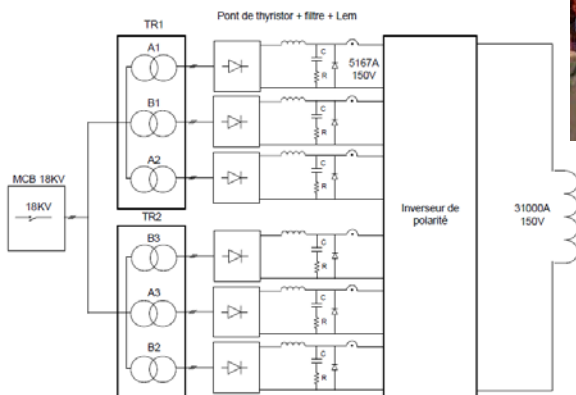 Pont de thyristor + filtre + Lem
TR1
A1
C
R
5167A
150V
B1
C
R
A2
C
R
MCB 18KV
18KV
Inverseur de
polarité
31000A
150V
TR2
B3
C
R
A3
C
R
B2
C
R